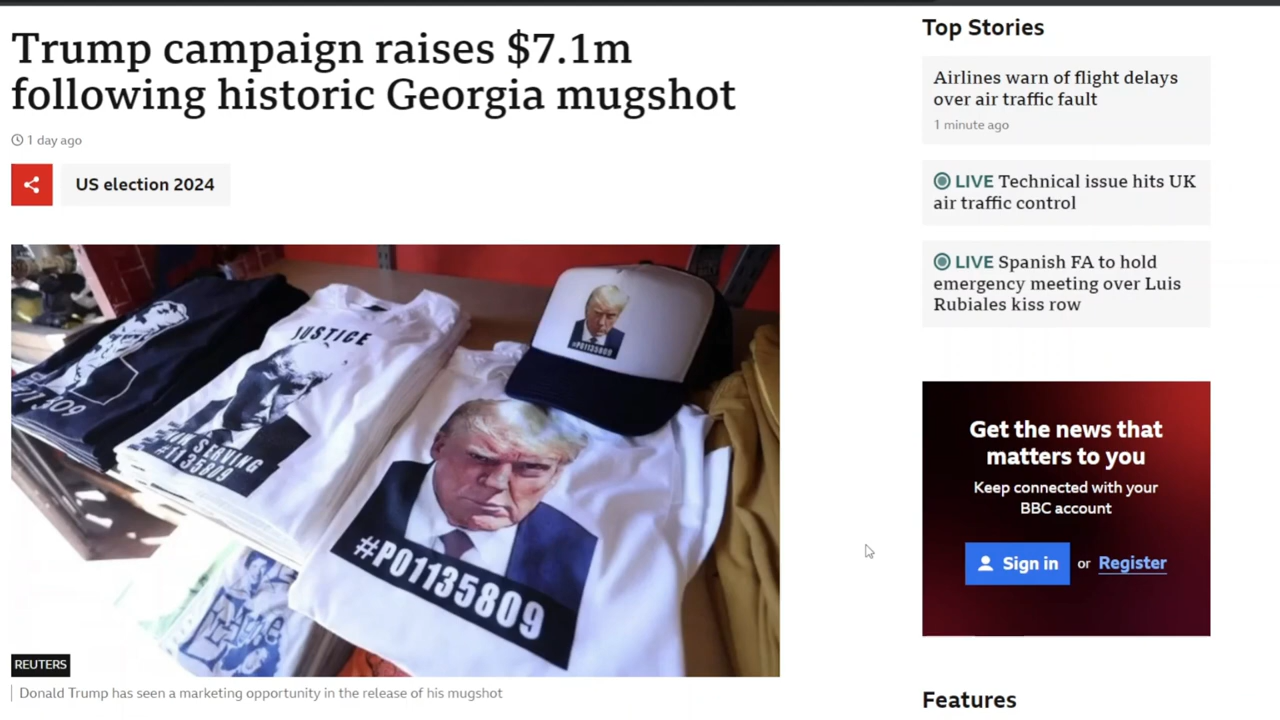 Trump campaign raises $7.1m
following historic Georgia mugshot
1 day ago
US election 2024
JUSTICE
#1135809
#P01135809
#P01135809
REUTERS
Donald Trump has seen a marketing opportunity in the release of his mugshot
Top Stories
Airlines warn of flight delays
over air traffic fault
1 minute ago
LIVE Technical issue hits UK
air traffic control
LIVE Spanish FA to hold
emergency meeting over Luis
Rubiales kiss row
Get the news that
matters to you
Keep connected with your
BBC account
Sign in or Register
Features